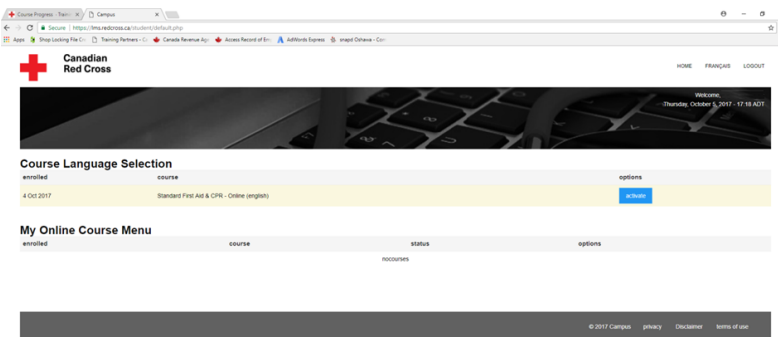 Course Progress - Traini
Campus
Secure
https://lms.redcross.ca/student/default.php
Apps
Shop Locking File Ca
Training Partners - C
Canada Revenue Age
Access Record of Em
AdWords Express
snapd Oshawa - Con
Canadian
Red Cross
HOME FRANÇAIS LOGOUT
Welcome,
Thursday, October 5, 2017 - 17:18 ADT
Course Language Selection
enrolled course options
4 Oct 2017 Standard First Aid & CPR - Online (english) activate
My Online Course Menu
enrolled course status options
nocourses
© 2017 Campus privacy Disclaimer terms of use